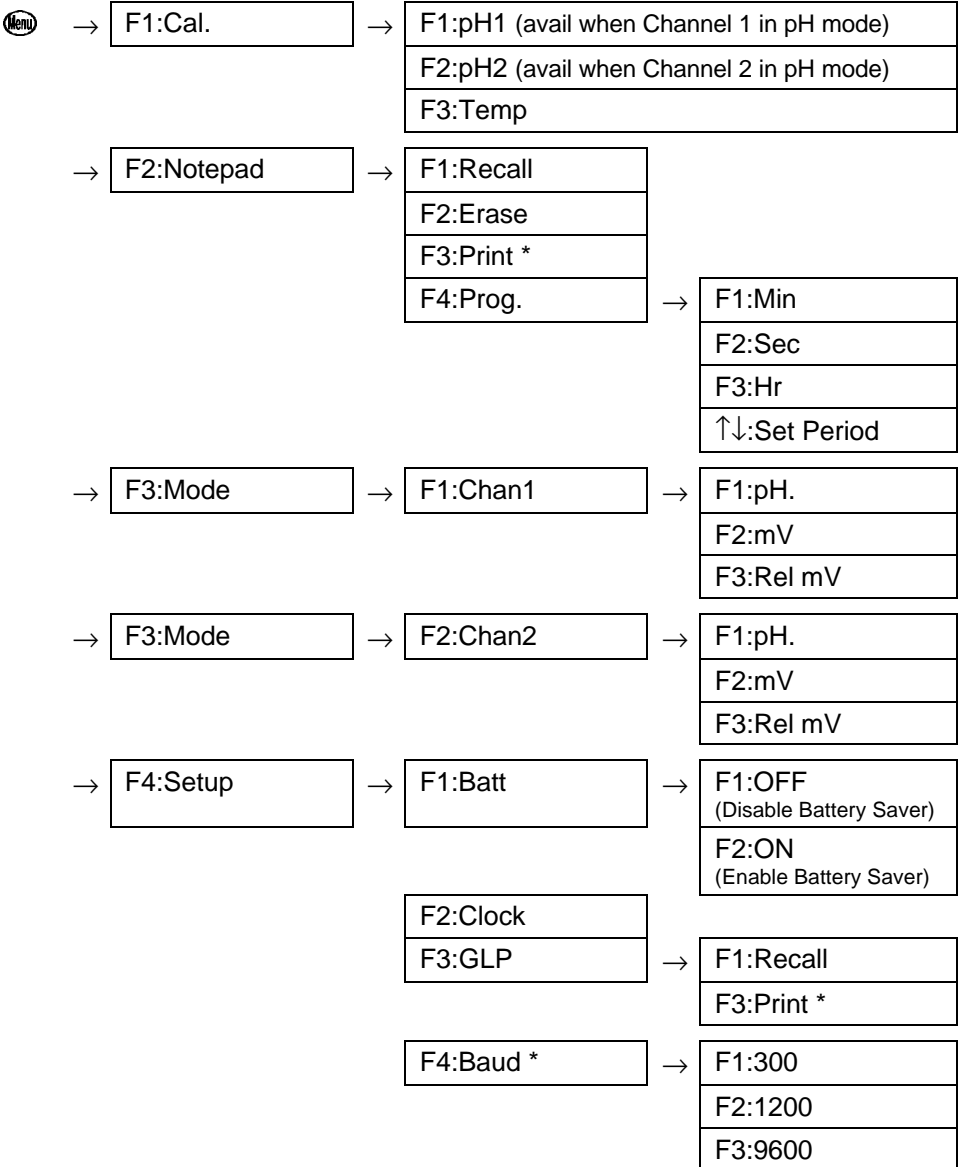 Menu → F1:Cal. → F1:pH1 (avail when Channel 1 in pH mode)
F2:pH2 (avail when Channel 2 in pH mode)
F3:Temp
→ F2:Notepad → F1:Recall
F2:Erase
F3:Print *
F4:Prog. → F1:Min
F2:Sec
F3:Hr
↑↓:Set Period
→ F3:Mode → F1:Chan1 → F1:pH.
F2:mV
F3:Rel mV
→ F3:Mode → F2:Chan2 → F1:pH.
F2:mV
F3:Rel mV
→ F4:Setup → F1:Batt → F1:OFF
(Disable Battery Saver)
F2:ON
(Enable Battery Saver)
F2:Clock
F3:GLP → F1:Recall
F3:Print *
F4:Baud * → F1:300
F2:1200
F3:9600